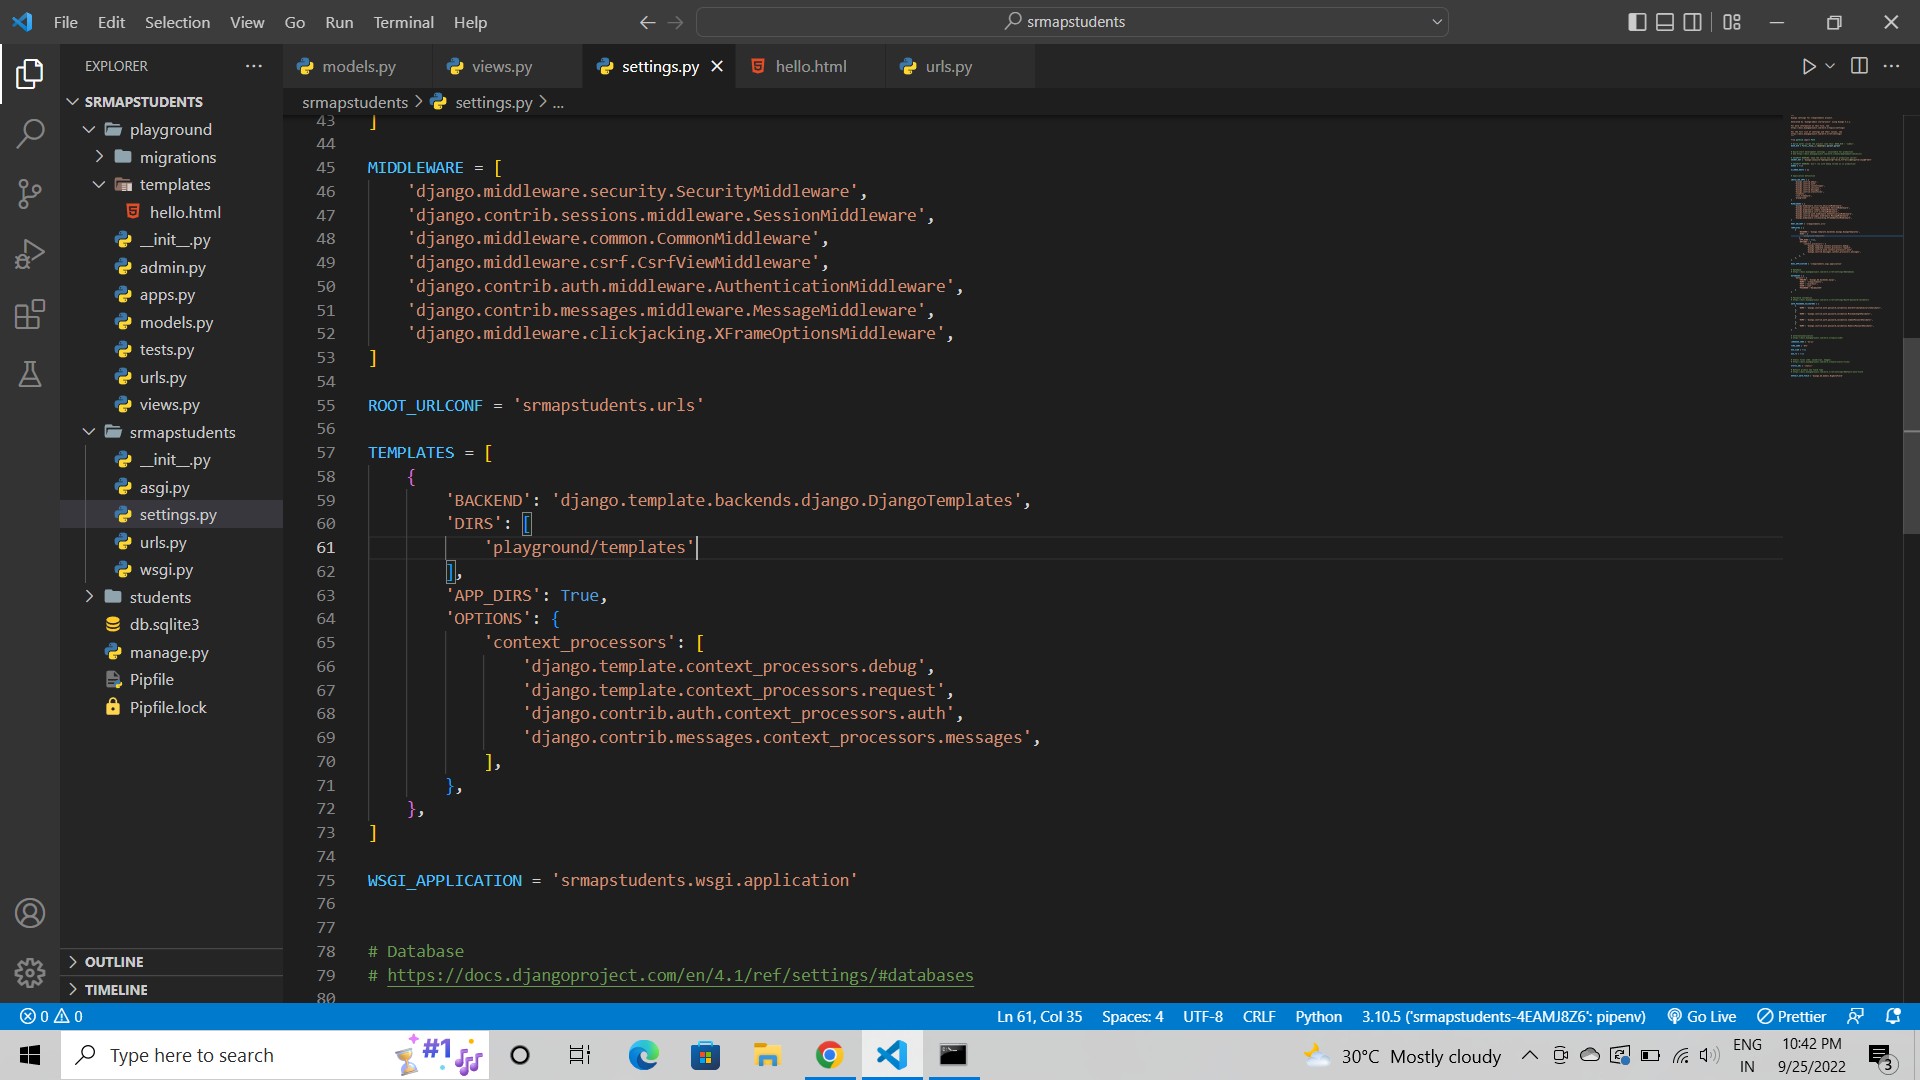 File Edit Selection View Go Run Terminal Help
srmapstudents
EXPLORER
models.py views.py settings.py hello.html urls.py
srmapstudents > settings.py > ...
SRMAPSTUDENTS
playground
migrations
templates
hello.html
__init__.py
admin.py
apps.py
models.py
tests.py
urls.py
views.py
srmapstudents
__init__.py
asgi.py
settings.py
urls.py
wsgi.py
students
db.sqlite3
manage.py
Pipfile
Pipfile.lock
OUTLINE
TIMELINE
43 ]
44
45 MIDDLEWARE = [
46 'django.middleware.security.SecurityMiddleware',
47 'django.contrib.sessions.middleware.SessionMiddleware',
48 'django.middleware.common.CommonMiddleware',
49 'django.middleware.csrf.CsrfViewMiddleware',
50 'django.contrib.auth.middleware.AuthenticationMiddleware',
51 'django.contrib.messages.middleware.MessageMiddleware',
52 'django.middleware.clickjacking.XFrameOptionsMiddleware',
53 ]
54
55 ROOT_URLCONF = 'srmapstudents.urls'
56
57 TEMPLATES = [
58 {
59 'BACKEND': 'django.template.backends.django.DjangoTemplates',
60 'DIRS': [
61 'playground/templates'
62 ],
63 'APP_DIRS': True,
64 'OPTIONS': {
65 'context_processors': [
66 'django.template.context_processors.debug',
67 'django.template.context_processors.request',
68 'django.contrib.auth.context_processors.auth',
69 'django.contrib.messages.context_processors.messages',
70 ],
71 },
72 },
73 ]
74
75 WSGI_APPLICATION = 'srmapstudents.wsgi.application'
76
77
78 # Database
79 # https://docs.djangoproject.com/en/4.1/ref/settings/#databases
80
0 0 Ln 61, Col 35 Spaces: 4 UTF-8 CRLF Python 3.10.5 ('srmapstudents-4EAMJ8Z6': pipenv) Go Live Prettier
Type here to search #1 30°C Mostly cloudy ENG IN 10:42 PM 9/25/2022 3